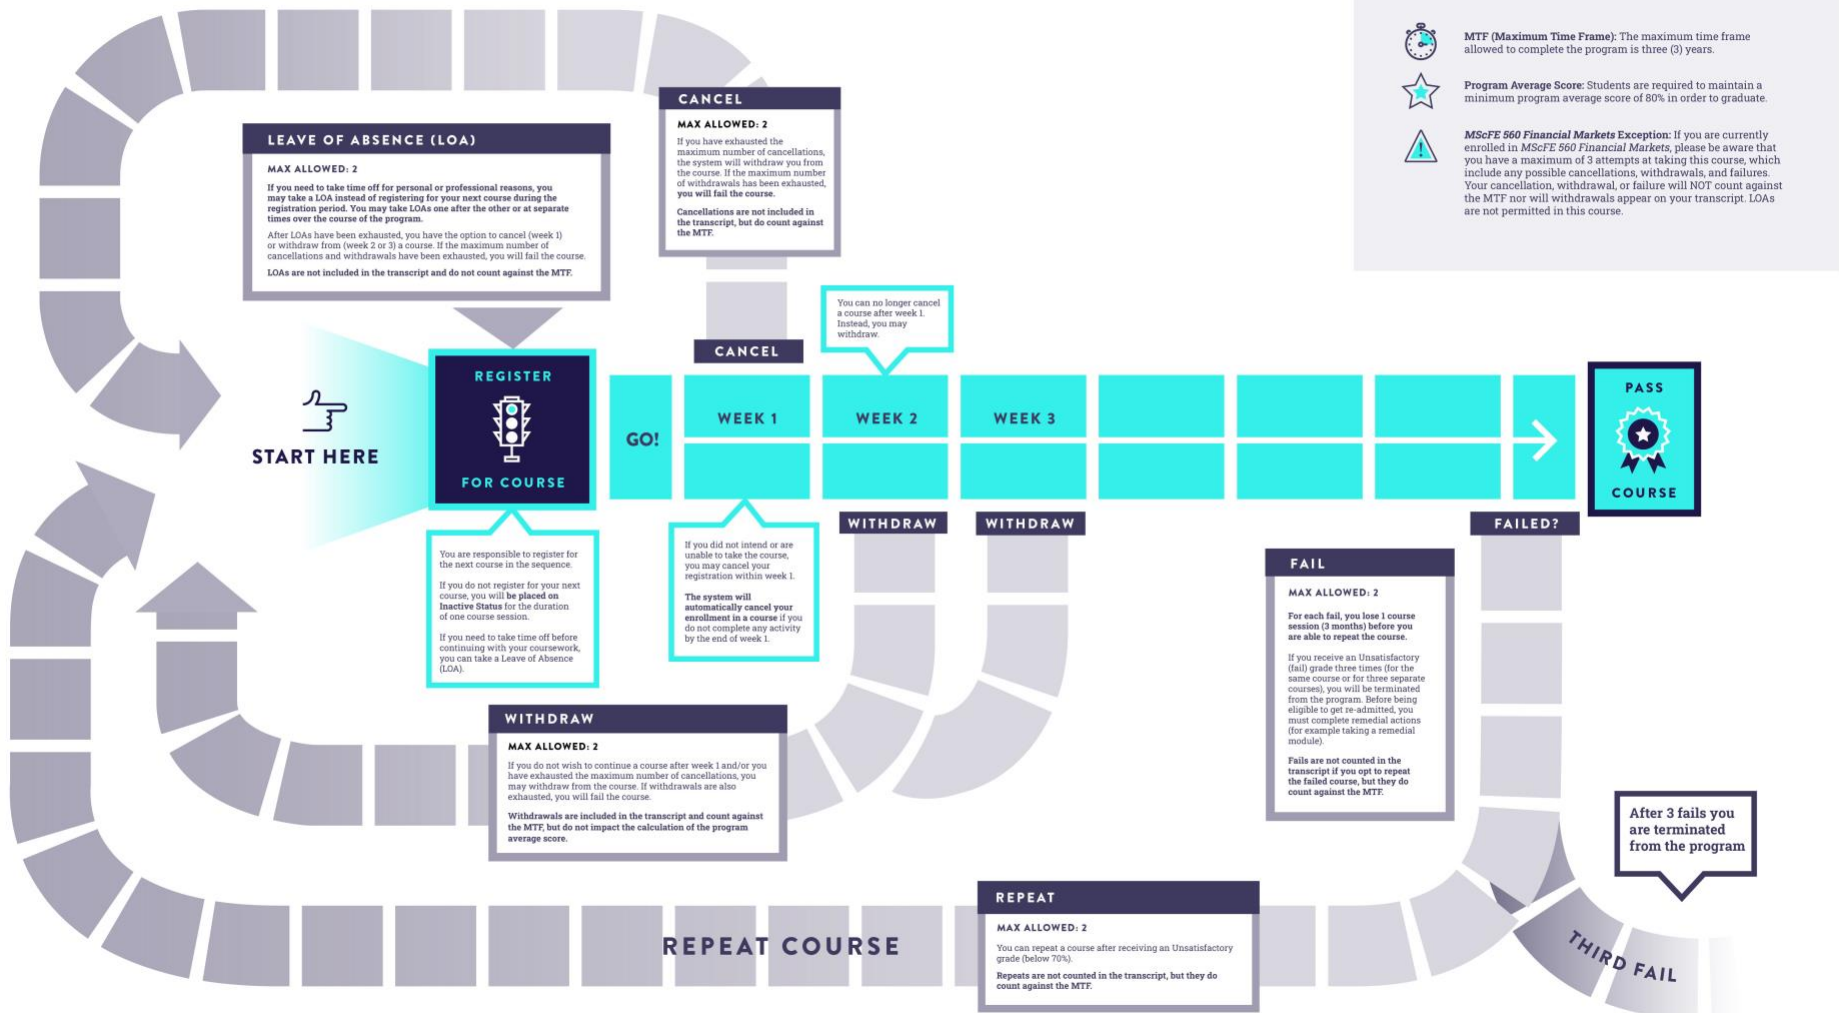 MTF (Maximum Time Frame): The maximum time frame
allowed to complete the program is three (3) years.
Program Average Score: Students are required to maintain a
minimum program average score of 80% in order to graduate.
MScFE 560 Financial Markets Exception: If you are currently
enrolled in MScFE 560 Financial Markets, please be aware that
you have a maximum of 3 attempts at taking this course, which
include any possible cancellations, withdrawals, and failures.
Your cancellation, withdrawal, or failure will NOT count against
the MTF nor will withdrawals appear on your transcript. LOAs
are not permitted in this course.
CANCEL
MAX ALLOWED: 2
If you have exhausted the
maximum number of cancellations,
the system will withdraw you from
the course. If the maximum number
of withdrawals has been exhausted,
you will fail the course.
Cancellations are not included in
the transcript, but do count against
the MTF.
LEAVE OF ABSENCE (LOA)
MAX ALLOWED: 2
If you need to take time off for personal or professional reasons, you
may take a LOA instead of registering for your next course during the
registration period. You may take LOAs one after the other or at separate
times over the course of the program.
After LOAs have been exhausted, you have the option to cancel (week 1)
or withdraw from (week 2 or 3) a course. If the maximum number of
cancellations and withdrawals have been exhausted, you will fail the course.
LOAs are not included in the transcript and do not count against the MTF.
You can no longer cancel
a course after week 1.
Instead, you may
withdraw.
CANCEL
START HERE
REGISTER
FOR COURSE
GO!
WEEK 1
WEEK 2
WEEK 3
PASS
COURSE
WITHDRAW
WITHDRAW
FAILED?
You are responsible to register for
the next course in the sequence.
If you do not register for your next
course, you will be placed on
Inactive Status for the duration
of one course session.
If you need to take time off before
continuing with your coursework,
you can take a Leave of Absence
(LOA).
If you did not intend or are
unable to take the course,
you may cancel your
registration within week 1.
The system will
automatically cancel your
enrollment in a course if you
do not complete any activity
by the end of week 1.
FAIL
MAX ALLOWED: 2
For each fail, you lose 1 course
session (3 months) before you
are able to repeat the course.
If you receive an Unsatisfactory
(fail) grade three times (for the
same course or for three separate
courses), you will be terminated
from the program. Before being
eligible to get re-admitted, you
must complete remedial actions
(for example taking a remedial
module).
Fails are not counted in the
transcript if you opt to repeat
the failed course, but they do
count against the MTF.
WITHDRAW
MAX ALLOWED: 2
If you do not wish to continue a course after week 1 and/or you
have exhausted the maximum number of cancellations, you
may withdraw from the course. If withdrawals are also
exhausted, you will fail the course.
Withdrawals are included in the transcript and count against
the MTF, but do not impact the calculation of the program
average score.
After 3 fails you
are terminated
from the program
REPEAT
MAX ALLOWED: 2
You can repeat a course after receiving an Unsatisfactory
grade (below 70%).
Repeats are not counted in the transcript, but they do
count against the MTF.
REPEAT COURSE
THIRD FAIL